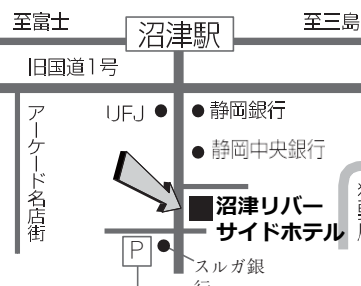 至富士
沼津駅
至三島
旧国道1号
アーケード名店街
UFJ
静岡銀行
静岡中央銀行
沼津リバー
サイドホテル
P
スルガ銀
行